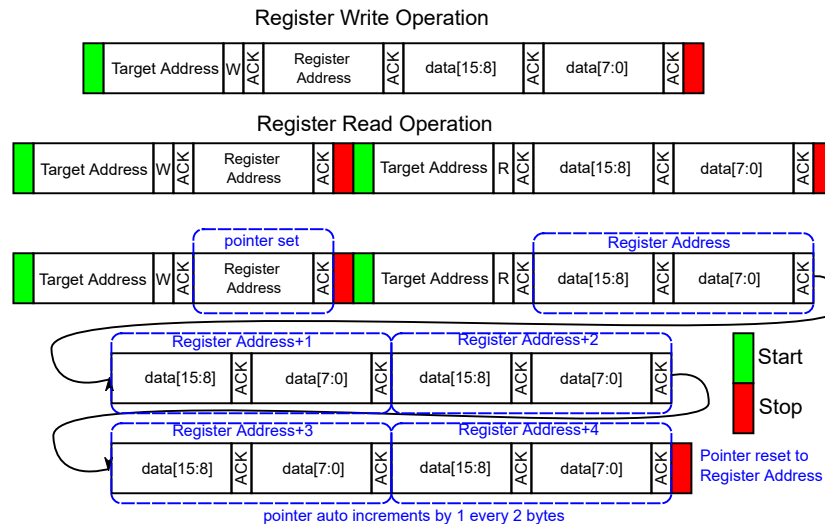 Register Write Operation
Target Address W ACK Register Address ACK data[15:8] ACK data[7:0] ACK
Register Read Operation
Target Address W ACK Register Address ACK Target Address R ACK data[15:8] ACK data[7:0] ACK
pointer set Register Address
Target Address W ACK Register Address ACK Target Address R ACK data[15:8] ACK data[7:0] ACK
Register Address+1 Register Address+2
data[15:8] ACK data[7:0] ACK data[15:8] ACK data[7:0] ACK
Start
Stop
Register Address+3 Register Address+4
data[15:8] ACK data[7:0] ACK data[15:8] ACK data[7:0] ACK
Pointer reset to
Register Address
pointer auto increments by 1 every 2 bytes